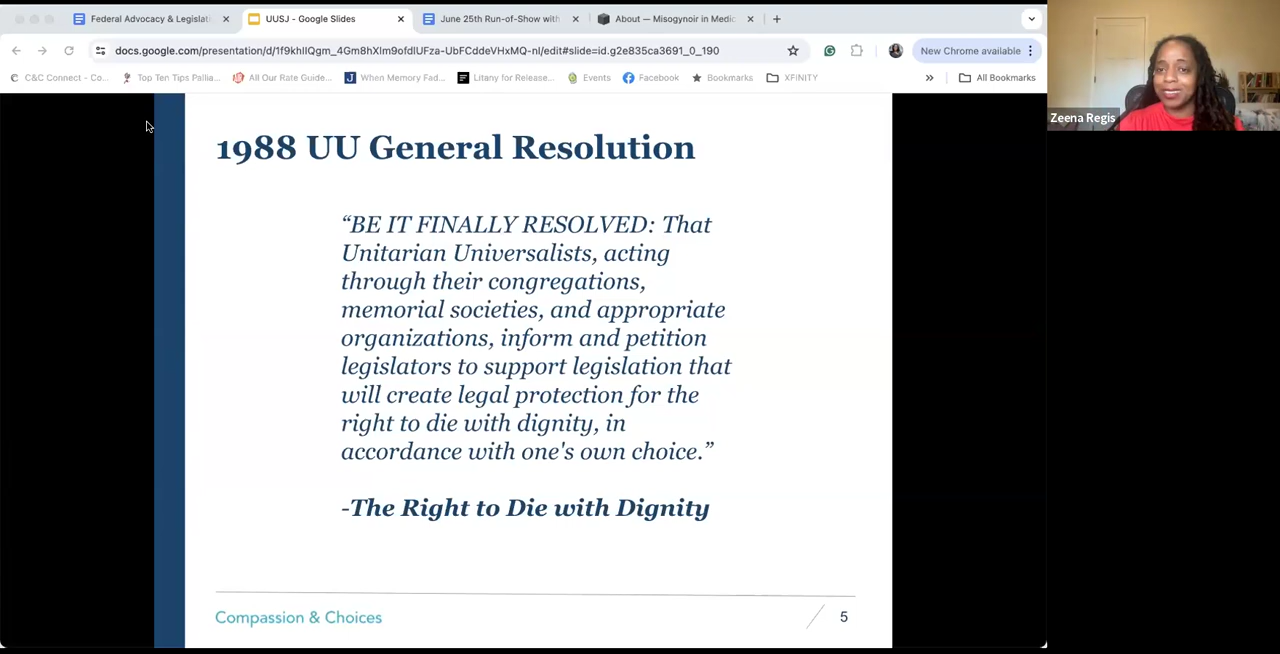 Federal Advocacy & Legislati
UUSJ - Google Slides
June 25th Run-of-Show with
About — Misogynoir in Medic
docs.google.com/presentation/d/1f9khlIQgm_4Gm8hXlm9ofdlUFza-UbFCddeVHxMQ-nI/edit#slide=id.g2e835ca3691_0_190
New Chrome available
C&C Connect - Co...
Top Ten Tips Pallia...
All Our Rate Guide...
When Memory Fad...
Litany for Release...
Events
Facebook
Bookmarks
XFINITY
»
All Bookmarks
Zeena Regis
1988 UU General Resolution
“BE IT FINALLY RESOLVED: That
Unitarian Universalists, acting
through their congregations,
memorial societies, and appropriate
organizations, inform and petition
legislators to support legislation that
will create legal protection for the
right to die with dignity, in
accordance with one's own choice.”
-The Right to Die with Dignity
Compassion & Choices
5